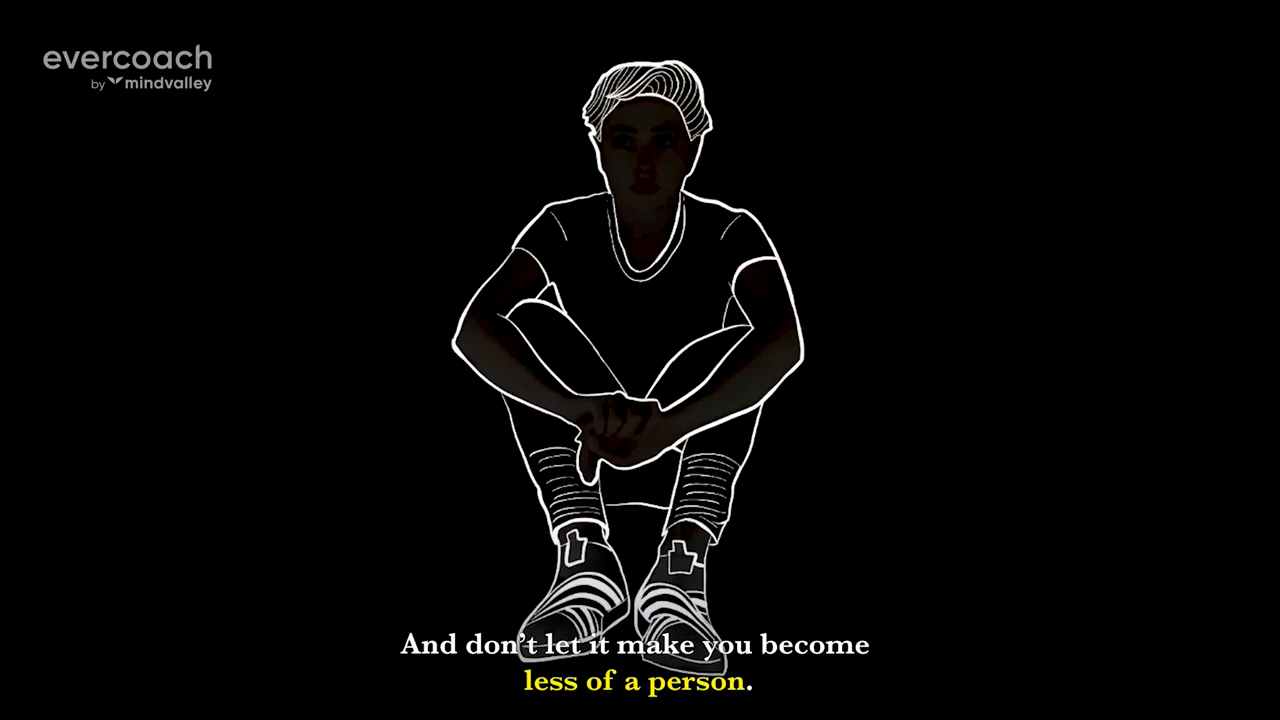 evercoach
by mindvalley
And don't let it make you become
less of a person.